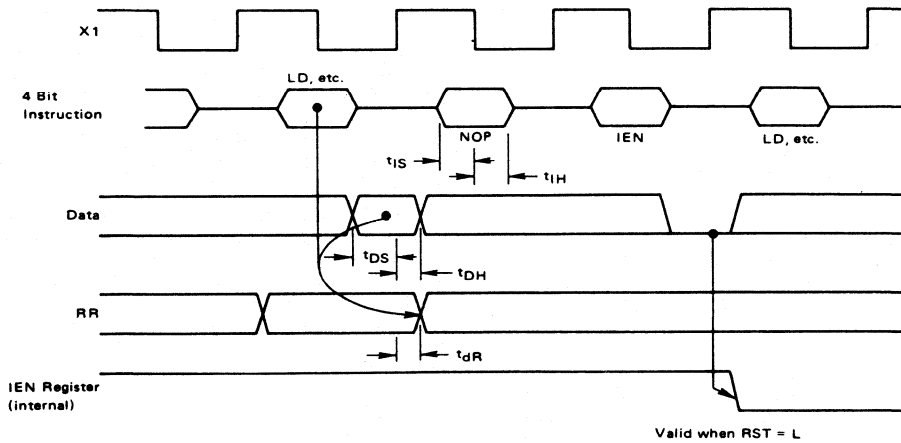 X1
LD, etc.
4 Bit
Instruction
NOP
IEN
LD, etc.
tIS
tIH
Data
tDS
tDH
RR
tdR
IEN Register
(internal)
Valid when RST = L